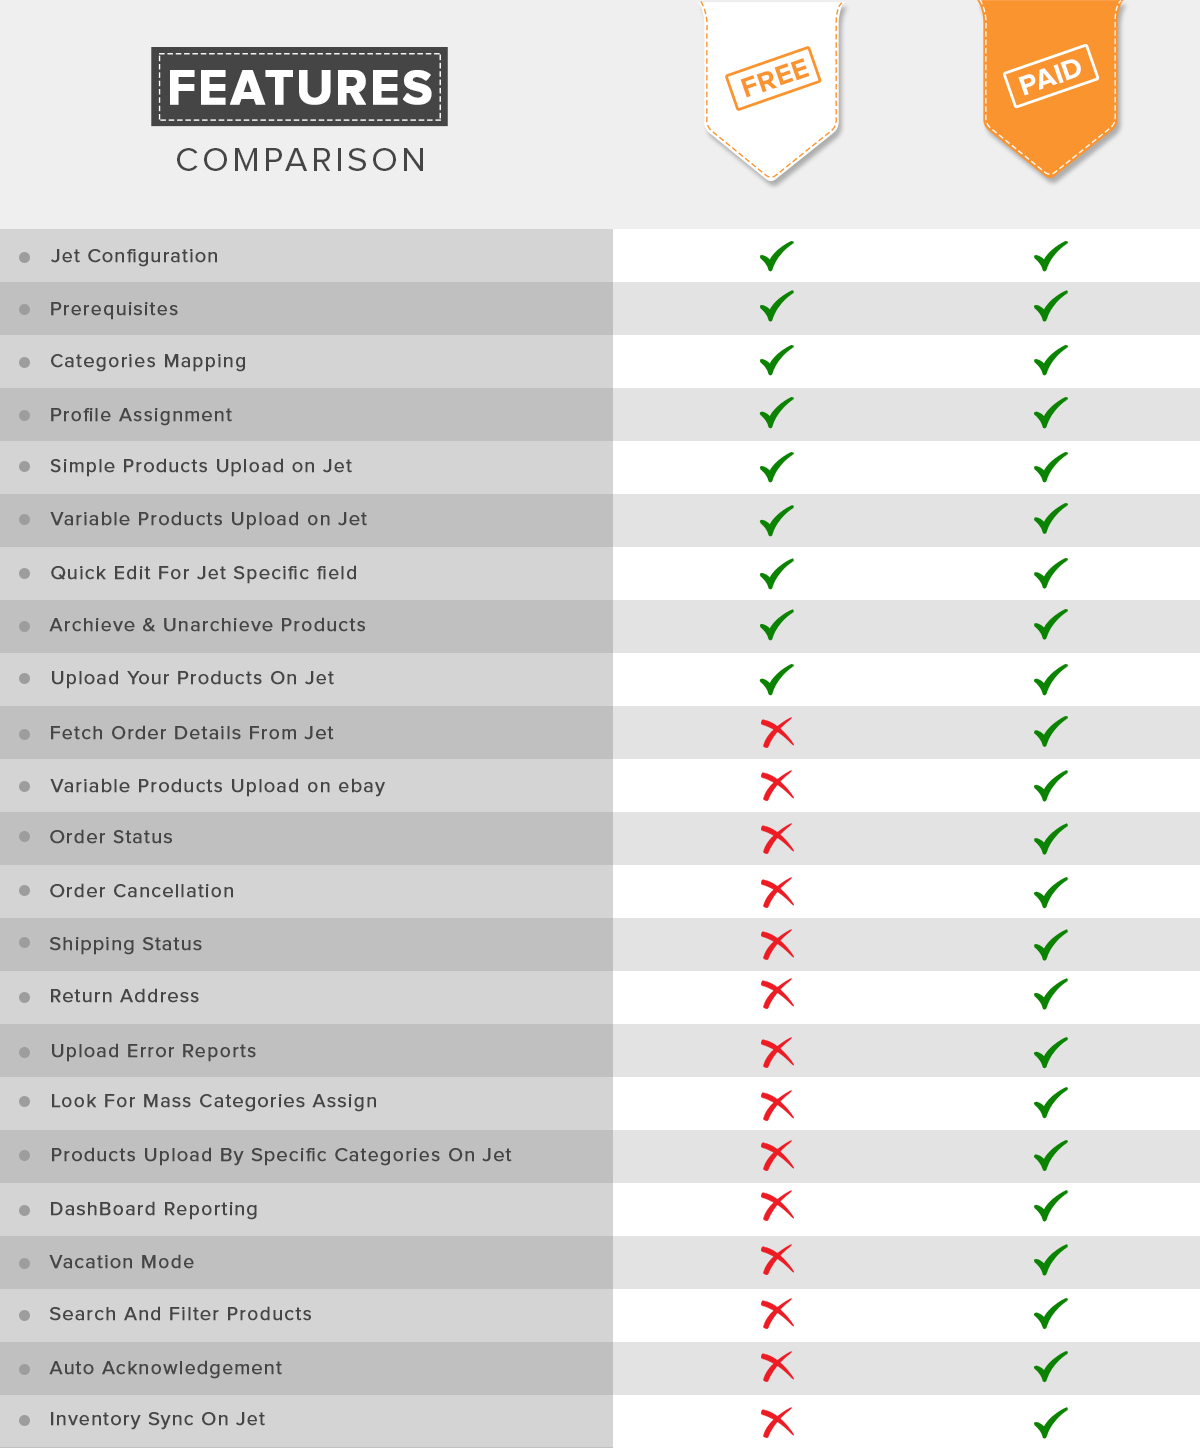 FEATURES
COMPARISON
FREE
PAID
Jet Configuration
Prerequisites
Categories Mapping
Profile Assignment
Simple Products Upload on Jet
Variable Products Upload on Jet
Quick Edit For Jet Specific field
Archieve & Unarchieve Products
Upload Your Products On Jet
Fetch Order Details From Jet
Variable Products Upload on ebay
Order Status
Order Cancellation
Shipping Status
Return Address
Upload Error Reports
Look For Mass Categories Assign
Products Upload By Specific Categories On Jet
DashBoard Reporting
Vacation Mode
Search And Filter Products
Auto Acknowledgement
Inventory Sync On Jet